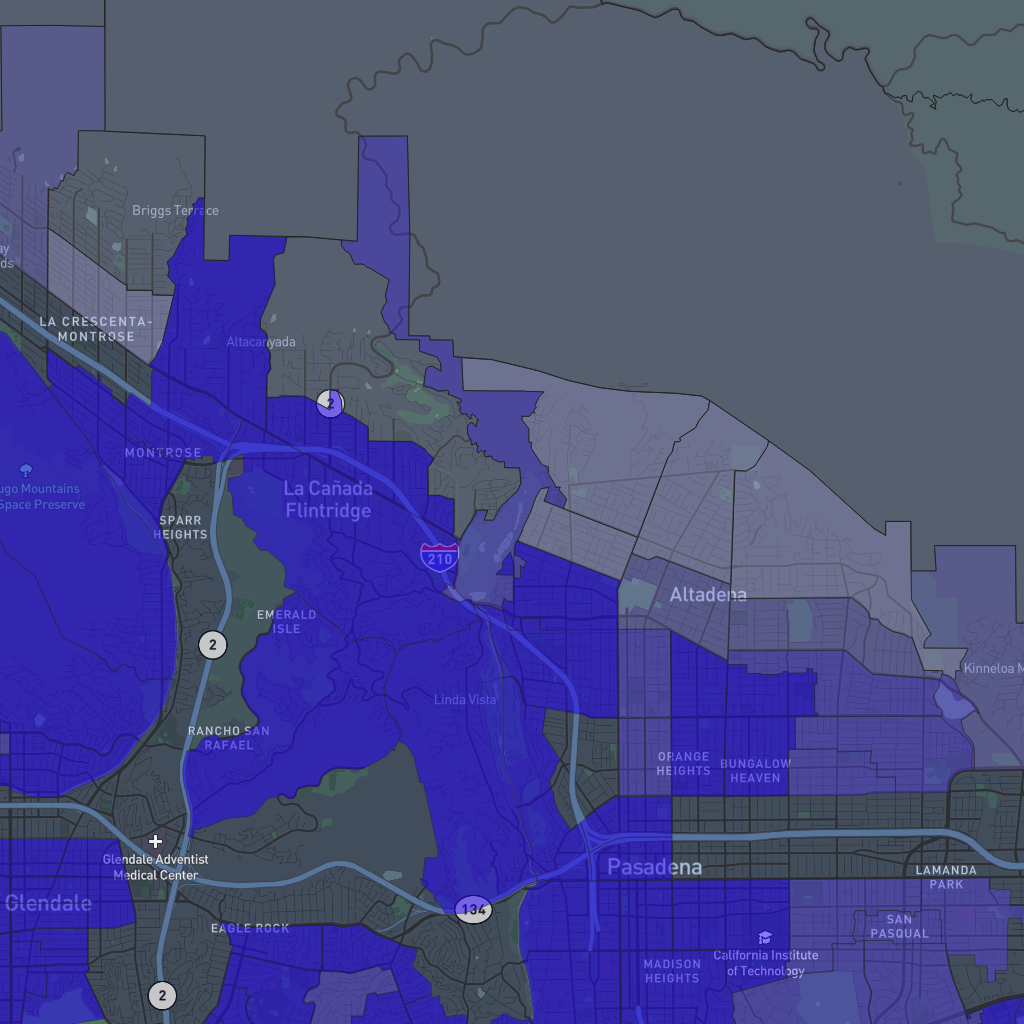 Briggs Terrace
ds
LA CRESCENTA-
MONTROSE
Altacanyada
2
MONTROSE
ugo Mountains
Space Preserve
La Cañada
Flintridge
SPARR
HEIGHTS
210
Altadena
EMERALD
ISLE
2
Kinneloa M
Linda Vista
RANCHO SAN
RAFAEL
ORANGE
HEIGHTS
BUNGALOW
HEAVEN
Glendale Adventist
Medical Center
Pasadena
LAMANDA
PARK
Glendale
134
EAGLE ROCK
SAN
PASQUAL
California Institute
of Technology
MADISON
HEIGHTS
2